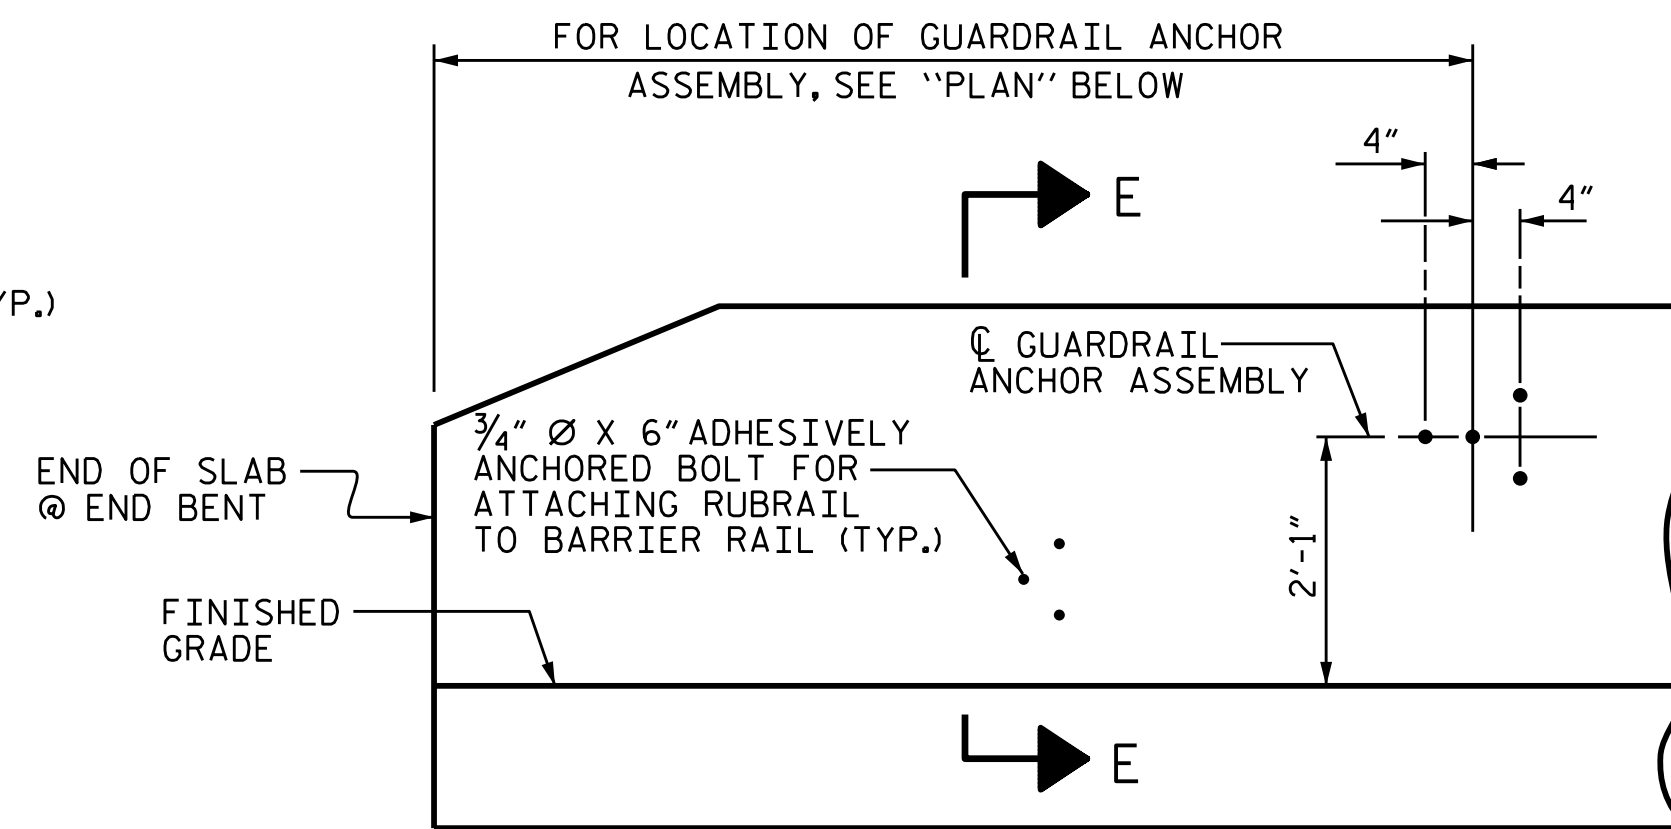 FOR LOCATION OF GUARDRAIL ANCHOR
ASSEMBLY, SEE "PLAN" BELOW
4"
E
4"
YP.)
℄ GUARDRAIL
ANCHOR ASSEMBLY
¾" Ø X 6" ADHESIVELY
ANCHORED BOLT FOR
ATTACHING RUBRAIL
TO BARRIER RAIL (TYP.)
END OF SLAB
@ END BENT
2'-1"
FINISHED
GRADE
E